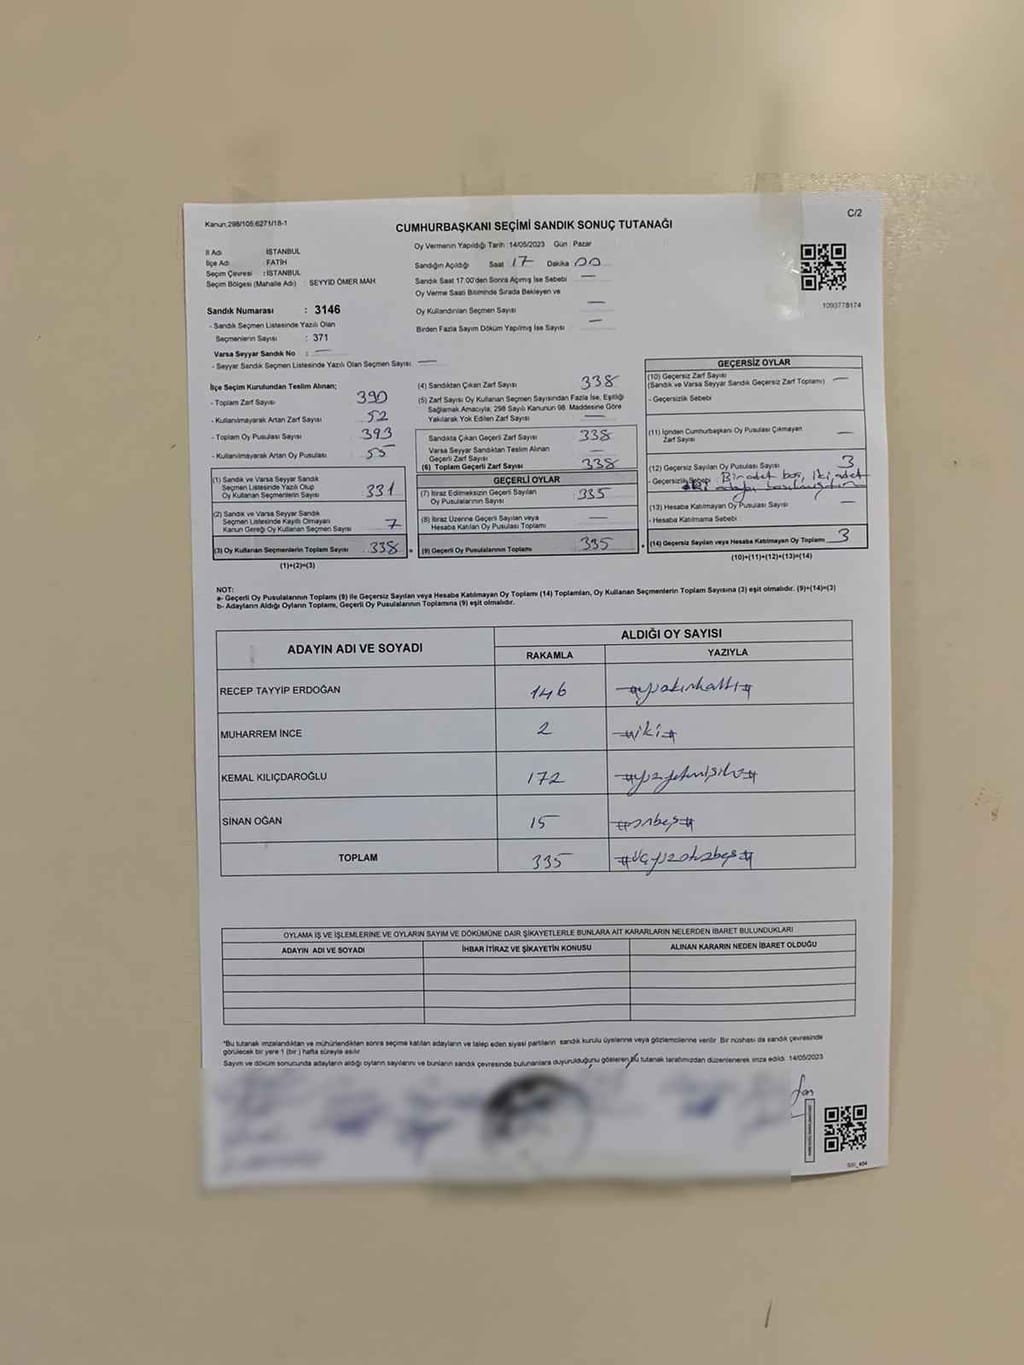 Kanun:298/105:6271/18-1
C/2
CUMHURBAŞKANI SEÇİMİ SANDIK SONUÇ TUTANAĞI
İl Adı İSTANBUL
İlçe Adı FATİH
Seçim Çevresi : İSTANBUL
Seçim Bölgesi (Mahalle Adı) SEYYİD ÖMER MAH
Oy Vermenin Yapıldığı Tarih : 14/05/2023 Gün : Pazar
Sandığın Açıldığı Saat 17 Dakika 00
Sandık Saat 17:00'den Sonra Açılmış İse Sebebi —
Oy Verme Saati Bitiminde Sırada Bekleyen ve
Oy Kullandırılan Seçmen Sayısı —
Birden Fazla Sayım Döküm Yapılmış İse Sayısı —
1093778174
Sandık Numarası : 3146
- Sandık Seçmen Listesinde Yazılı Olan
Seçmenlerin Sayısı : 371
Varsa Seyyar Sandık No : —
- Seyyar Sandık Seçmen Listesinde Yazılı Olan Seçmen Sayısı : —
İlçe Seçim Kurulundan Teslim Alınan;
- Toplam Zarf Sayısı 390
- Kullanılmayarak Artan Zarf Sayısı 52
- Toplam Oy Pusulası Sayısı 393
- Kullanılmayarak Artan Oy Pusulası 55
(1) Sandık ve Varsa Seyyar Sandık
Seçmen Listesinde Yazılı Olup
Oy Kullanan Seçmenlerin Sayısı 331
(2) Sandık ve Varsa Seyyar Sandık
Seçmen Listesinde Kayıtlı Olmayan
Kanun Gereği Oy Kullanan Seçmen Sayısı 7
(3) Oy Kullanan Seçmenlerin Toplam Sayısı 338
(1)+(2)=(3)
(4) Sandıktan Çıkan Zarf Sayısı 338
(5) Zarf Sayısı Oy Kullanan Seçmen Sayısından Fazla İse, Eşitliği
Sağlamak Amacıyla; 298 Sayılı Kanunun 98. Maddesine Göre
Yakılarak Yok Edilen Zarf Sayısı —
Sandıkta Çıkan Geçerli Zarf Sayısı 338
Varsa Seyyar Sandıktan Teslim Alınan
Geçerli Zarf Sayısı —
(6) Toplam Geçerli Zarf Sayısı 338
GEÇERLİ OYLAR
(7) İtiraz Edilmeksizin Geçerli Sayılan
Oy Pusulalarının Sayısı 335
(8) İtiraz Üzerine Geçerli Sayılan veya
Hesaba Katılan Oy Pusulası Toplamı —
(9) Geçerli Oy Pusulalarının Toplamı 335
GEÇERSİZ OYLAR
(10) Geçersiz Zarf Sayısı
(Sandık ve Varsa Seyyar Sandık Geçersiz Zarf Toplamı) —
- Geçersizlik Sebebi
(11) İçinden Cumhurbaşkanı Oy Pusulası Çıkmayan
Zarf Sayısı —
(12) Geçersiz Sayılan Oy Pusulası Sayısı 3
- Geçersizlik Sebebi Bir adet boş, iki adet
(13) Hesaba Katılmayan Oy Pusulası Sayısı —
- Hesaba Katılmama Sebebi
(14) Geçersiz Sayılan veya Hesaba Katılmayan Oy Toplamı 3
(10)+(11)+(12)+(13)=(14)
NOT:
a- Geçerli Oy Pusulalarının Toplamı (9) ile Geçersiz Sayılan veya Hesaba Katılmayan Oy Toplamı (14) Toplamları, Oy Kullanan Seçmenlerin Toplam Sayısına (3) eşit olmalıdır. (9)+(14)=(3)
b- Adayların Aldığı Oyların Toplamı, Geçerli Oy Pusulalarının Toplamına (9) eşit olmalıdır.
ADAYIN ADI VE SOYADI ALDIĞI OY SAYISI
RAKAMLA YAZIYLA
RECEP TAYYİP ERDOĞAN 146 #yüzkırkaltı#
MUHARREM İNCE 2 #iki#
KEMAL KILIÇDAROĞLU 172 #yüzyetmişiki#
SİNAN OĞAN 15 #onbeş#
TOPLAM 335 #üçyüzotuzbeş#
OYLAMA İŞ VE İŞLEMLERİNE VE OYLARIN SAYIM VE DÖKÜMÜNE DAİR ŞİKAYETLERLE BUNLARA AİT KARARLARIN NELERDEN İBARET BULUNDUKLARI
ADAYIN ADI VE SOYADI İHBAR İTİRAZ VE ŞİKAYETİN KONUSU ALINAN KARARIN NEDEN İBARET OLDUĞU
"Bu tutanak imzalandıktan ve mühürlendikten sonra seçime katılan adayların ve talep eden siyasi partilerin sandık kurulu üyelerine veya gözlemcilerine verilir. Bir nüshası da sandık çevresinde
görülecek bir yere 1 (bir) hafta süreyle asılır.
Sayım ve döküm sonucunda adayların aldığı oyların sayılarını ve bunların sandık çevresinde bulunanlara duyurulduğunu gösteren bu tutanak tarafımızdan düzenlenerek imza edildi. 14/05/2023